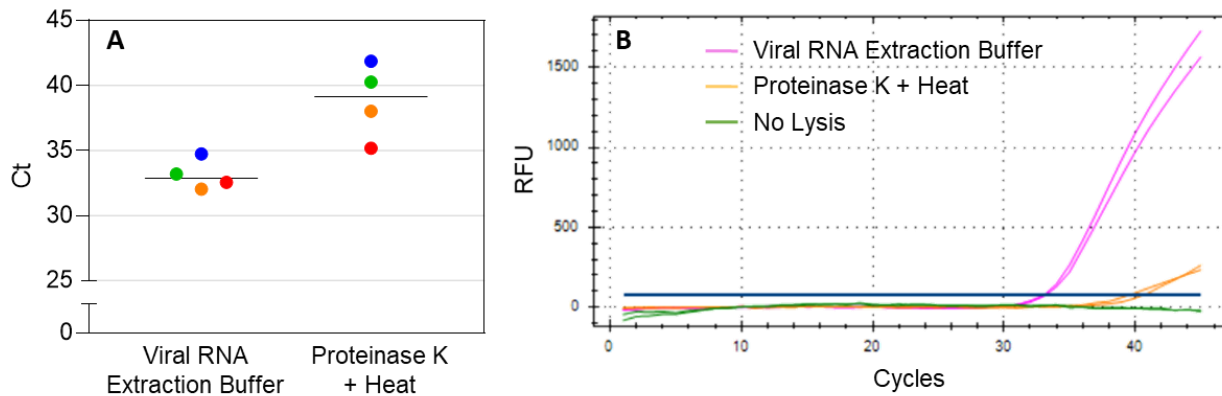 A
Ct
45
40
35
30
25
0
Viral RNA
Extraction Buffer
Proteinase K
+ Heat
B
Viral RNA Extraction Buffer
Proteinase K + Heat
No Lysis
RFU
1500
1000
500
0
0
10
20
30
40
Cycles